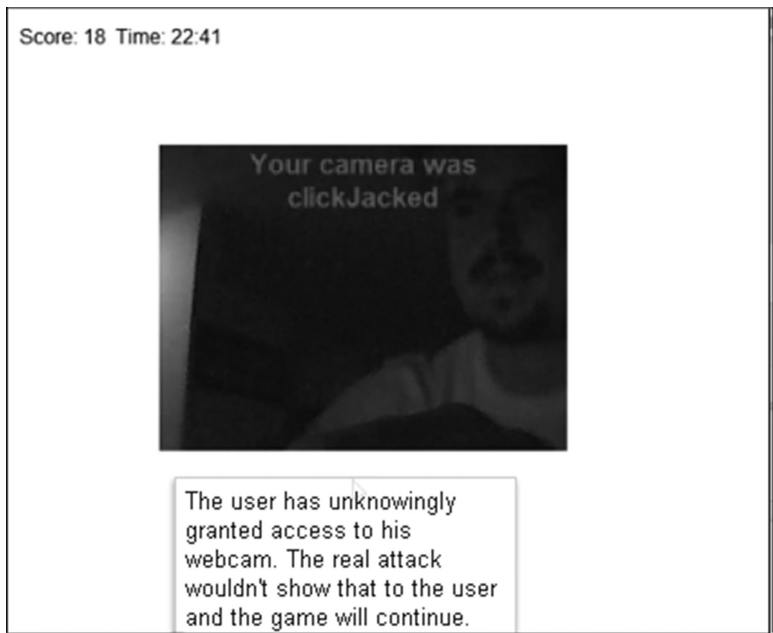 Score: 18 Time: 22:41
Your camera was
clickJacked
The user has unknowingly
granted access to his
webcam. The real attack
wouldn't show that to the user
and the game will continue.